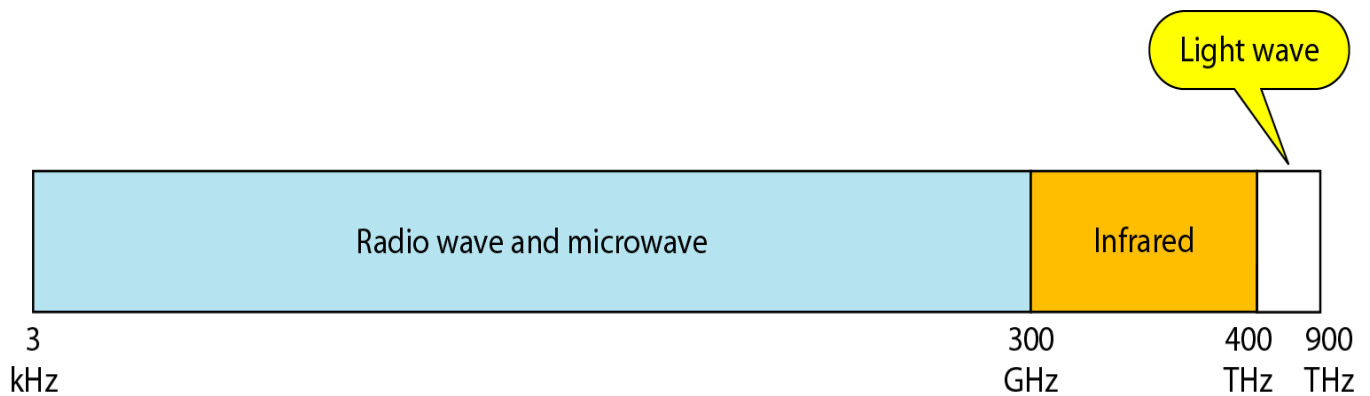 Light wave
Radio wave and microwave
Infrared
3
kHz
300
GHz
400
THz
900
THz